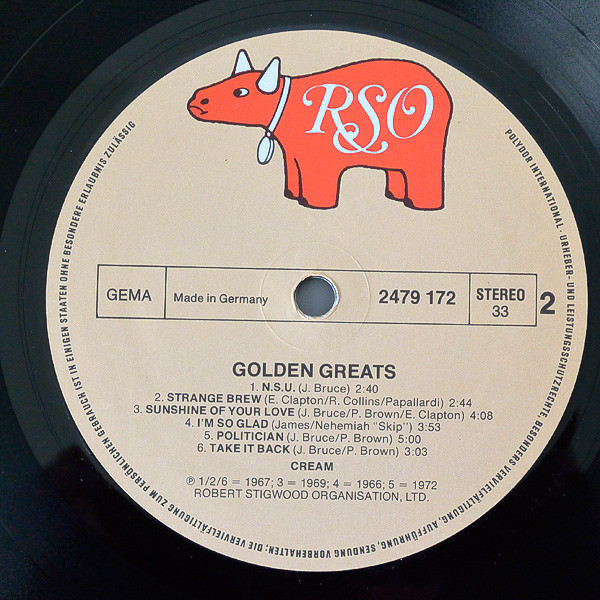 RSO
GEMA
Made in Germany
2479 172
STEREO
33
2
GOLDEN GREATS
1. N.S.U. (J. Bruce) 2:40
2. STRANGE BREW (E. Clapton/R. Collins/Papallardi) 2:44
3. SUNSHINE OF YOUR LOVE (J. Bruce/P. Brown/E. Clapton) 4:08
4. I'M SO GLAD (James/Nehemiah "Skip") 3:53
5. POLITICIAN (J. Bruce/P. Brown) 5:00
6. TAKE IT BACK (J. Bruce/P. Brown) 3:03
CREAM
℗ 1/2/6 = 1967; 3 = 1969; 4 = 1966; 5 = 1972
ROBERT STIGWOOD ORGANISATION, LTD.
POLYDOR INTERNATIONAL · URHEBER- UND LEISTUNGSSCHUTZRECHTE, BESONDERS VERVIELFÄLTIGUNG, AUFFÜHRUNG, SENDUNG VORBEHALTEN; DIE VERVIELFÄLTIGUNG ZUM PERSÖNLICHEN GEBRAUCH IST IN EINIGEN STAATEN OHNE BESONDERE ERLAUBNIS ZULÄSSIG